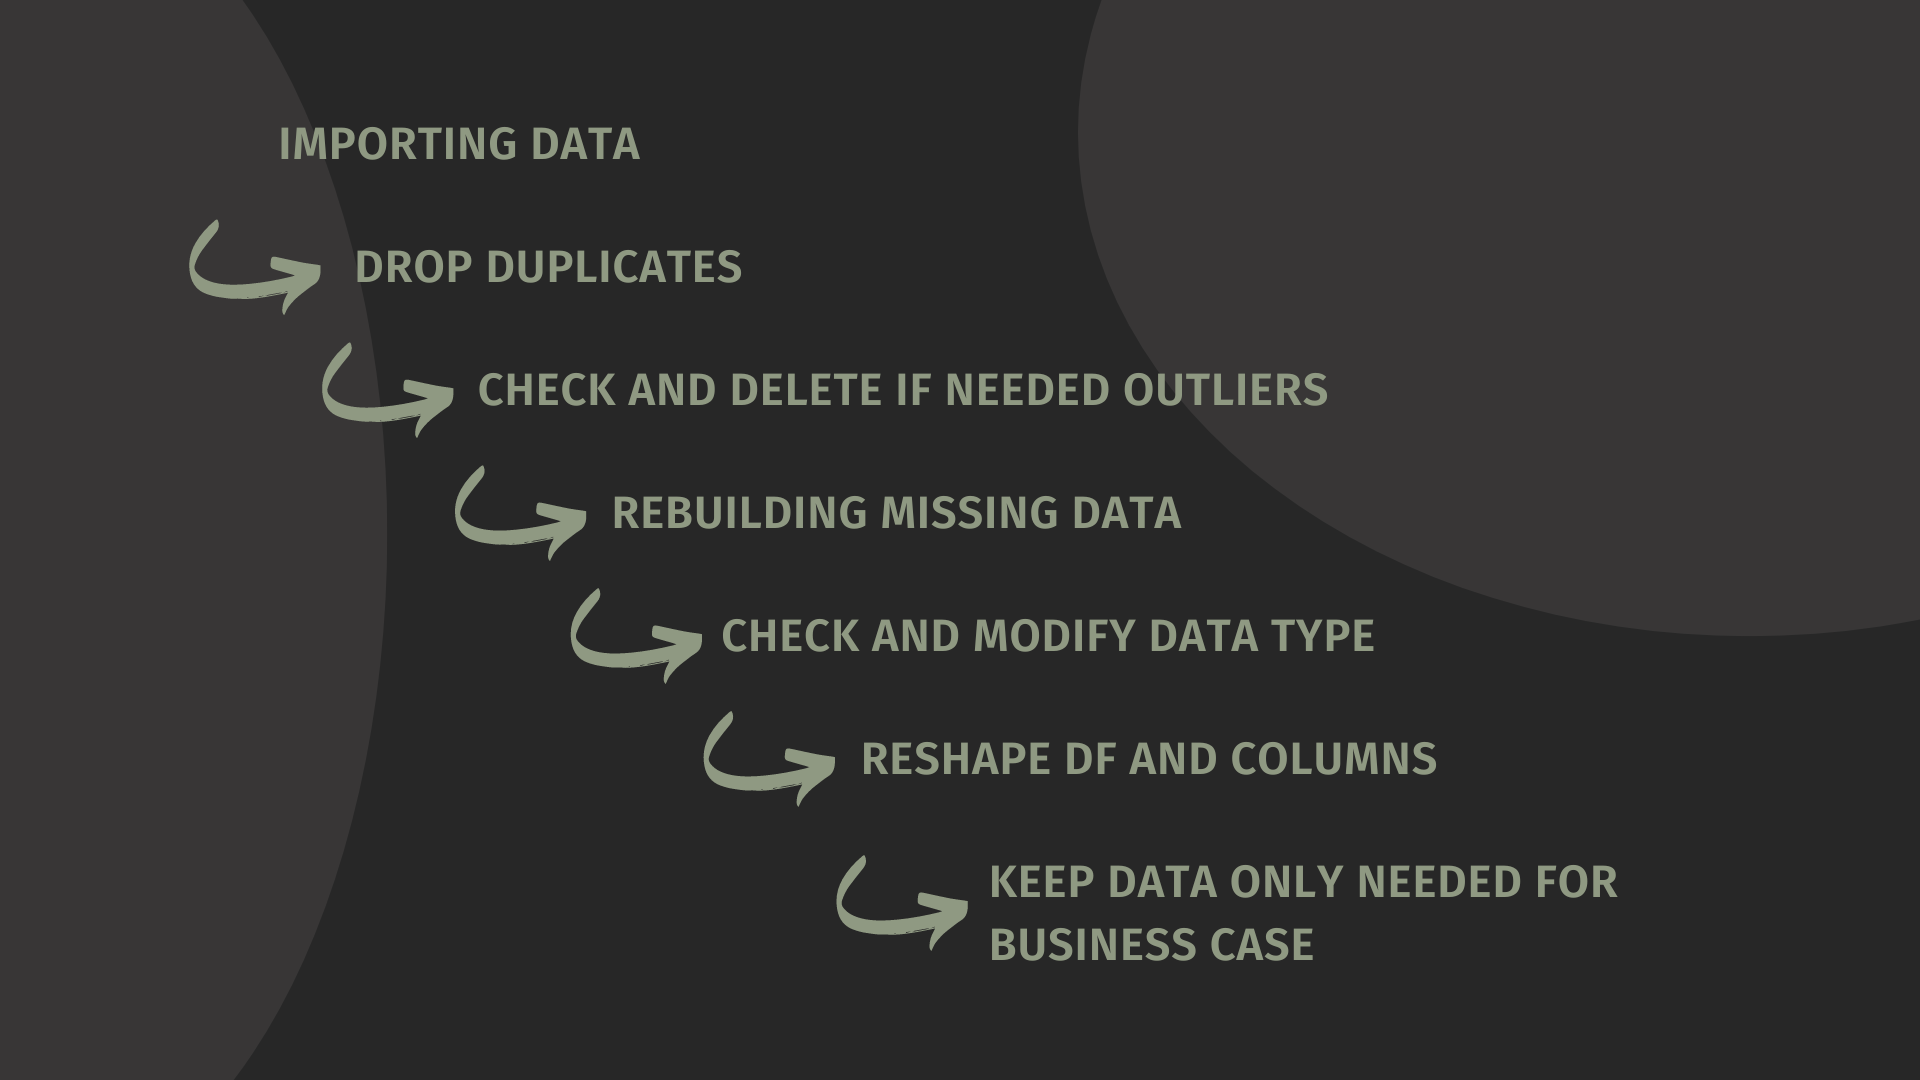 IMPORTING DATA
DROP DUPLICATES
CHECK AND DELETE IF NEEDED OUTLIERS
REBUILDING MISSING DATA
CHECK AND MODIFY DATA TYPE
RESHAPE DF AND COLUMNS
KEEP DATA ONLY NEEDED FOR
BUSINESS CASE